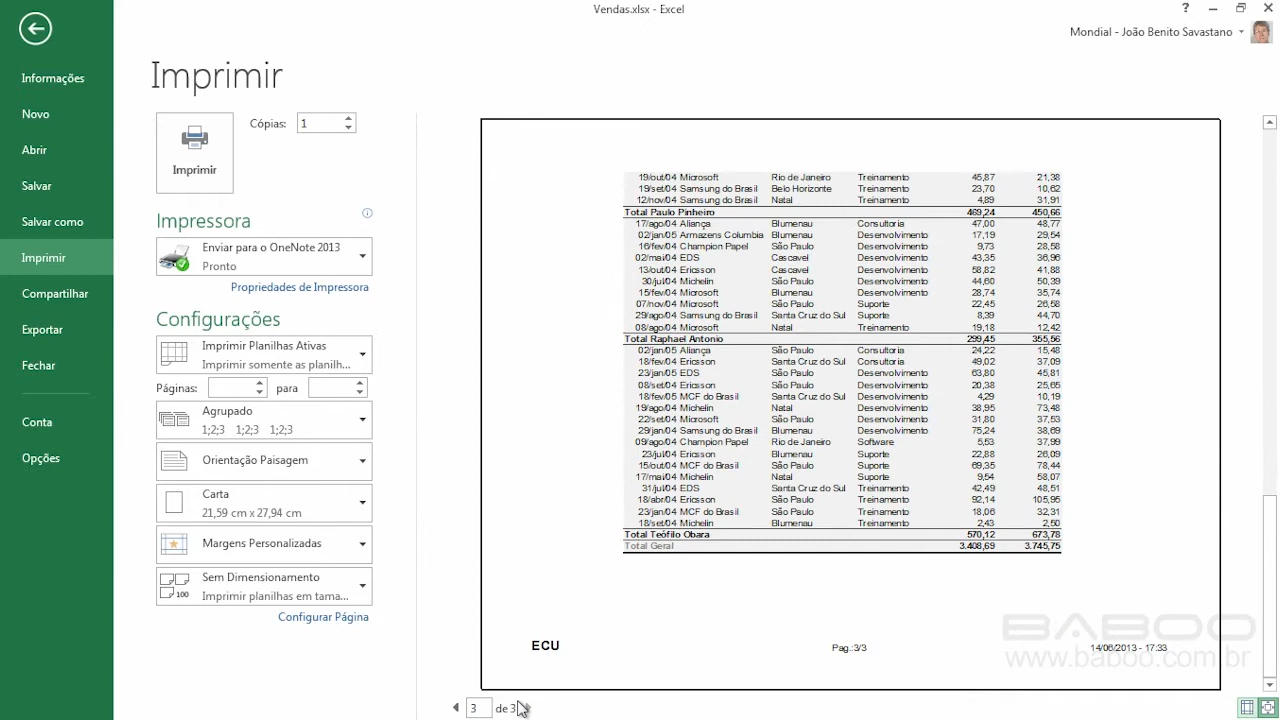 Vendas.xlsx - Excel
?
Mondial - João Benito Savastano
Informações
Novo
Abrir
Salvar
Salvar como
Imprimir
Compartilhar
Exportar
Fechar
Conta
Opções
Imprimir
Imprimir
Cópias: 1
Impressora
Enviar para o OneNote 2013
Pronto
Propriedades de Impressora
Configurações
Imprimir Planilhas Ativas
Imprimir somente as planilh...
Páginas: para
Agrupado
1;2;3 1;2;3 1;2;3
Orientação Paisagem
Carta
21,59 cm x 27,94 cm
Margens Personalizadas
Sem Dimensionamento
100
Imprimir planilhas em tama...
Configurar Página
19/out/04 Microsoft Rio de Janeiro Treinamento 45,87 21,38
19/set/04 Samsung do Brasil Belo Horizonte Treinamento 23,70 10,62
12/nov/04 Samsung do Brasil Natal Treinamento 4,89 31,91
Total Paulo Pinheiro 469,24 450,66
17/ago/04 Aliança Blumenau Consultoria 47,00 48,77
02/jan/05 Armazens Columbia Blumenau Desenvolvimento 17,19 29,54
16/fev/04 Champion Papel São Paulo Desenvolvimento 9,73 28,58
02/mai/04 EDS Cascavel Desenvolvimento 43,35 36,96
13/out/04 Ericsson Cascavel Desenvolvimento 58,82 41,88
30/jul/04 Michelin São Paulo Desenvolvimento 44,60 50,39
15/fev/04 Microsoft Blumenau Desenvolvimento 28,74 35,74
07/nov/04 Microsoft São Paulo Suporte 22,45 26,58
29/ago/04 Samsung do Brasil Santa Cruz do Sul Suporte 8,39 44,70
08/ago/04 Microsoft Natal Treinamento 19,18 12,42
Total Raphael Antonio 299,45 355,56
02/jan/05 Aliança São Paulo Consultoria 24,22 15,48
18/fev/04 Ericsson Santa Cruz do Sul Consultoria 49,02 37,09
23/jan/05 EDS São Paulo Desenvolvimento 63,80 45,81
08/set/04 Ericsson São Paulo Desenvolvimento 20,38 25,65
18/fev/05 MCF do Brasil Santa Cruz do Sul Desenvolvimento 4,29 10,19
19/ago/04 Michelin Natal Desenvolvimento 38,95 73,48
22/set/04 Microsoft São Paulo Desenvolvimento 31,80 37,53
29/jan/04 Samsung do Brasil Blumenau Desenvolvimento 75,24 38,69
09/ago/04 Champion Papel Rio de Janeiro Software 5,53 37,99
23/jul/04 Ericsson Blumenau Suporte 22,88 26,09
15/out/04 MCF do Brasil São Paulo Suporte 69,35 78,44
17/mai/04 Michelin Natal Suporte 9,54 58,07
31/jul/04 EDS Santa Cruz do Sul Treinamento 42,49 48,51
18/abr/04 Ericsson São Paulo Treinamento 92,14 105,95
23/jan/04 MCF do Brasil São Paulo Treinamento 18,06 32,31
18/set/04 Michelin Blumenau Treinamento 2,43 2,50
Total Teófilo Obara 570,12 673,78
Total Geral 3.408,69 3.745,75
ECU Pag.:3/3 14/06/2013 - 17:33
BABOO
www.baboo.com.br
3 de 3